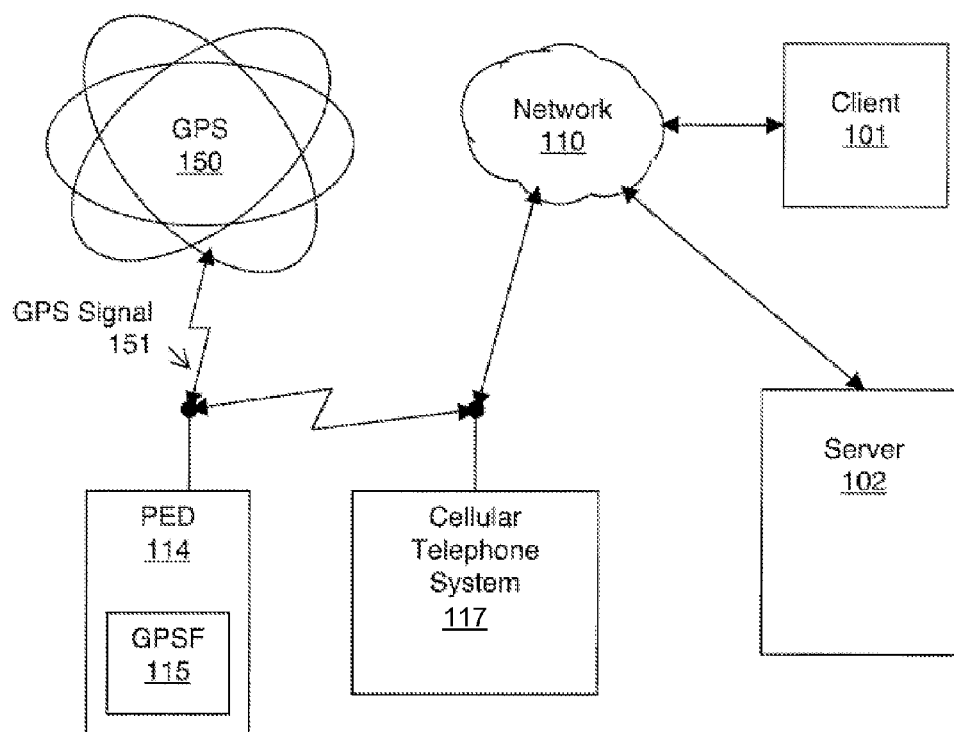 GPS
150
Network
110
Client
101
GPS Signal
151
Server
102
PED
114
GPSF
115
Cellular
Telephone
System
117